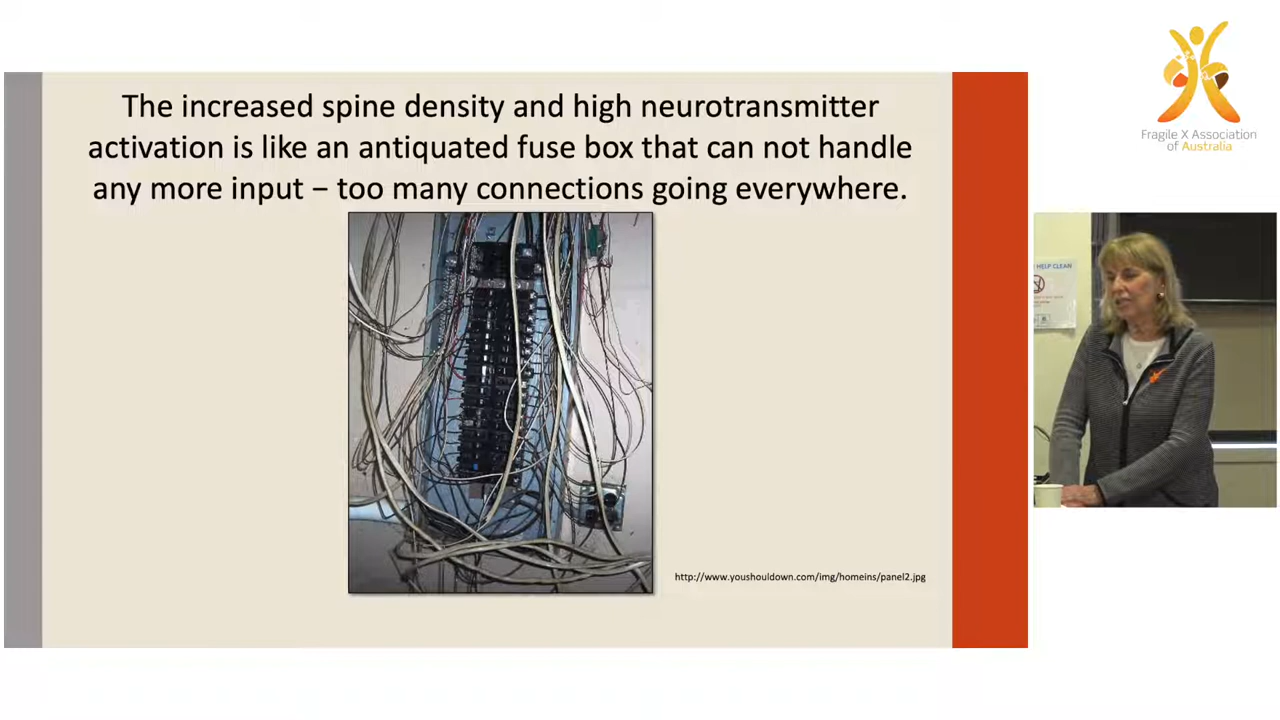 The increased spine density and high neurotransmitter
activation is like an antiquated fuse box that can not handle
any more input – too many connections going everywhere.
http://www.youshouldown.com/img/homeins/panel2.jpg
Fragile X Association
of Australia
HELP CLEAN